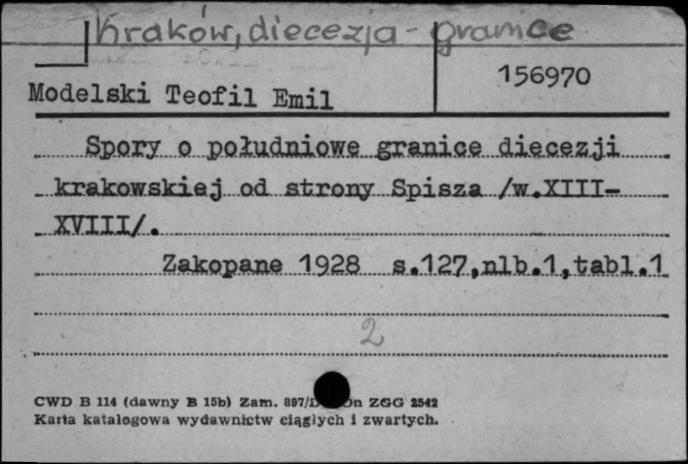 Kraków, diecezja - granice
156970
Modelski Teofil Emil
Spory o południowe granice diecezji
krakowskiej od strony Spisza /w.XIII-
XVIII/.
Zakopane 1928 s.127,nlb.1,tabl.1
2
CWD B 114 (dawny B 15b) Zam. 897/ ZGG 2542
Karta katalogowa wydawnictw ciągłych i zwartych.